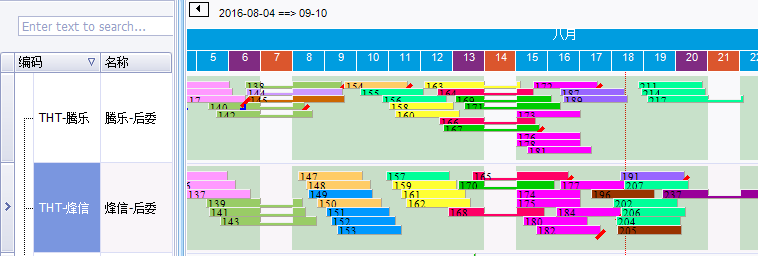 2016-08-04 ==> 09-10
Enter text to search...
八月
编码 名称
5 6 7 8 9 10 11 12 13 14 15 16 17 18 19 20 21 22
THT-腾乐 腾乐-后委
138 154 163 172 211
144 155 164 187 214
17 145 156 169 189 217
140 158 171
142 160 173
166
167
176
178
181
THT-烽信 烽信-后委
147 157 165 191
148 159 170 177 207
137 149 161 174 196
139 150 162 175 202
141 151 168 184 206
143 152 180 204
153 182 205